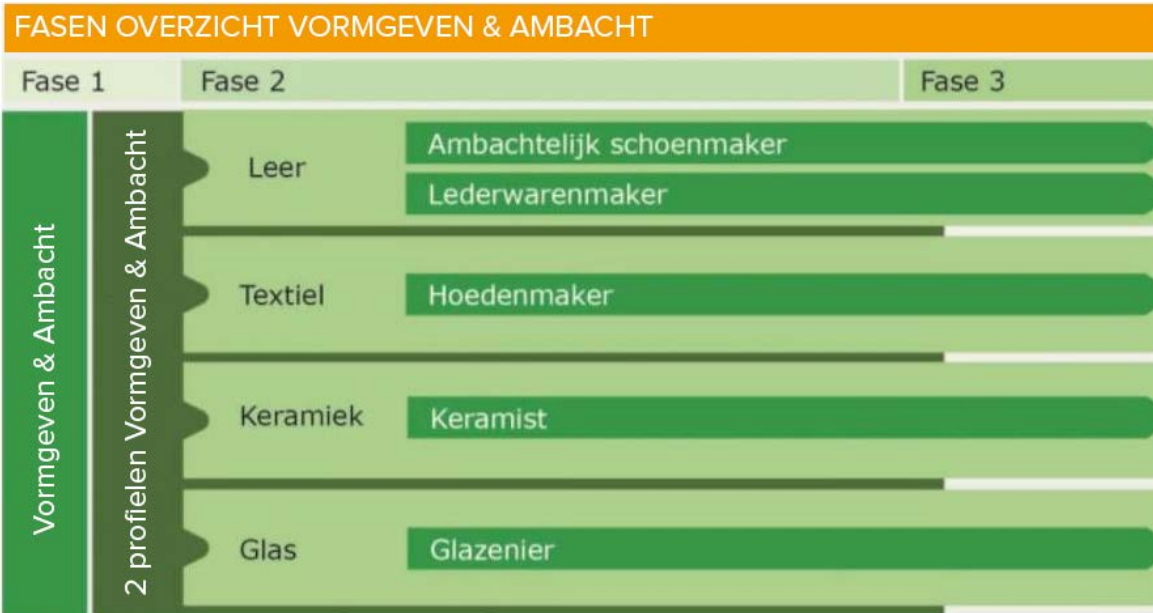 FASEN OVERZICHT VORMGEVEN & AMBACHT
Fase 1
Fase 2
Fase 3
Vormgeven & Ambacht
2 profielen Vormgeven & Ambacht
Leer
Ambachtelijk schoenmaker
Lederwarenmaker
Textiel
Hoedenmaker
Keramiek
Keramist
Glas
Glazenier